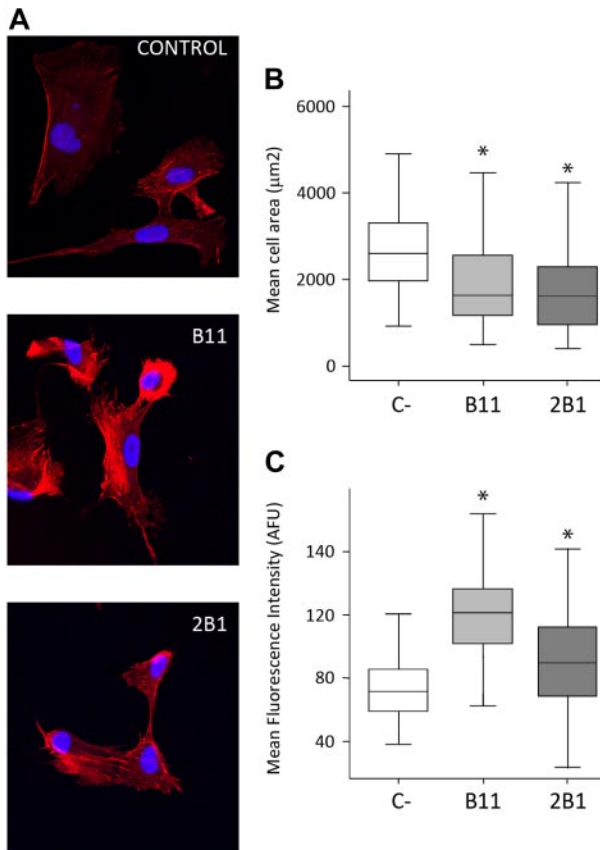 A
CONTROL
B11
2B1
B
Mean cell area (μm2)
6000
4000
2000
0
*
*
C-
B11
2B1
C
Mean Fluorescence Intensity (AFU)
140
120
80
40
*
*
C-
B11
2B1